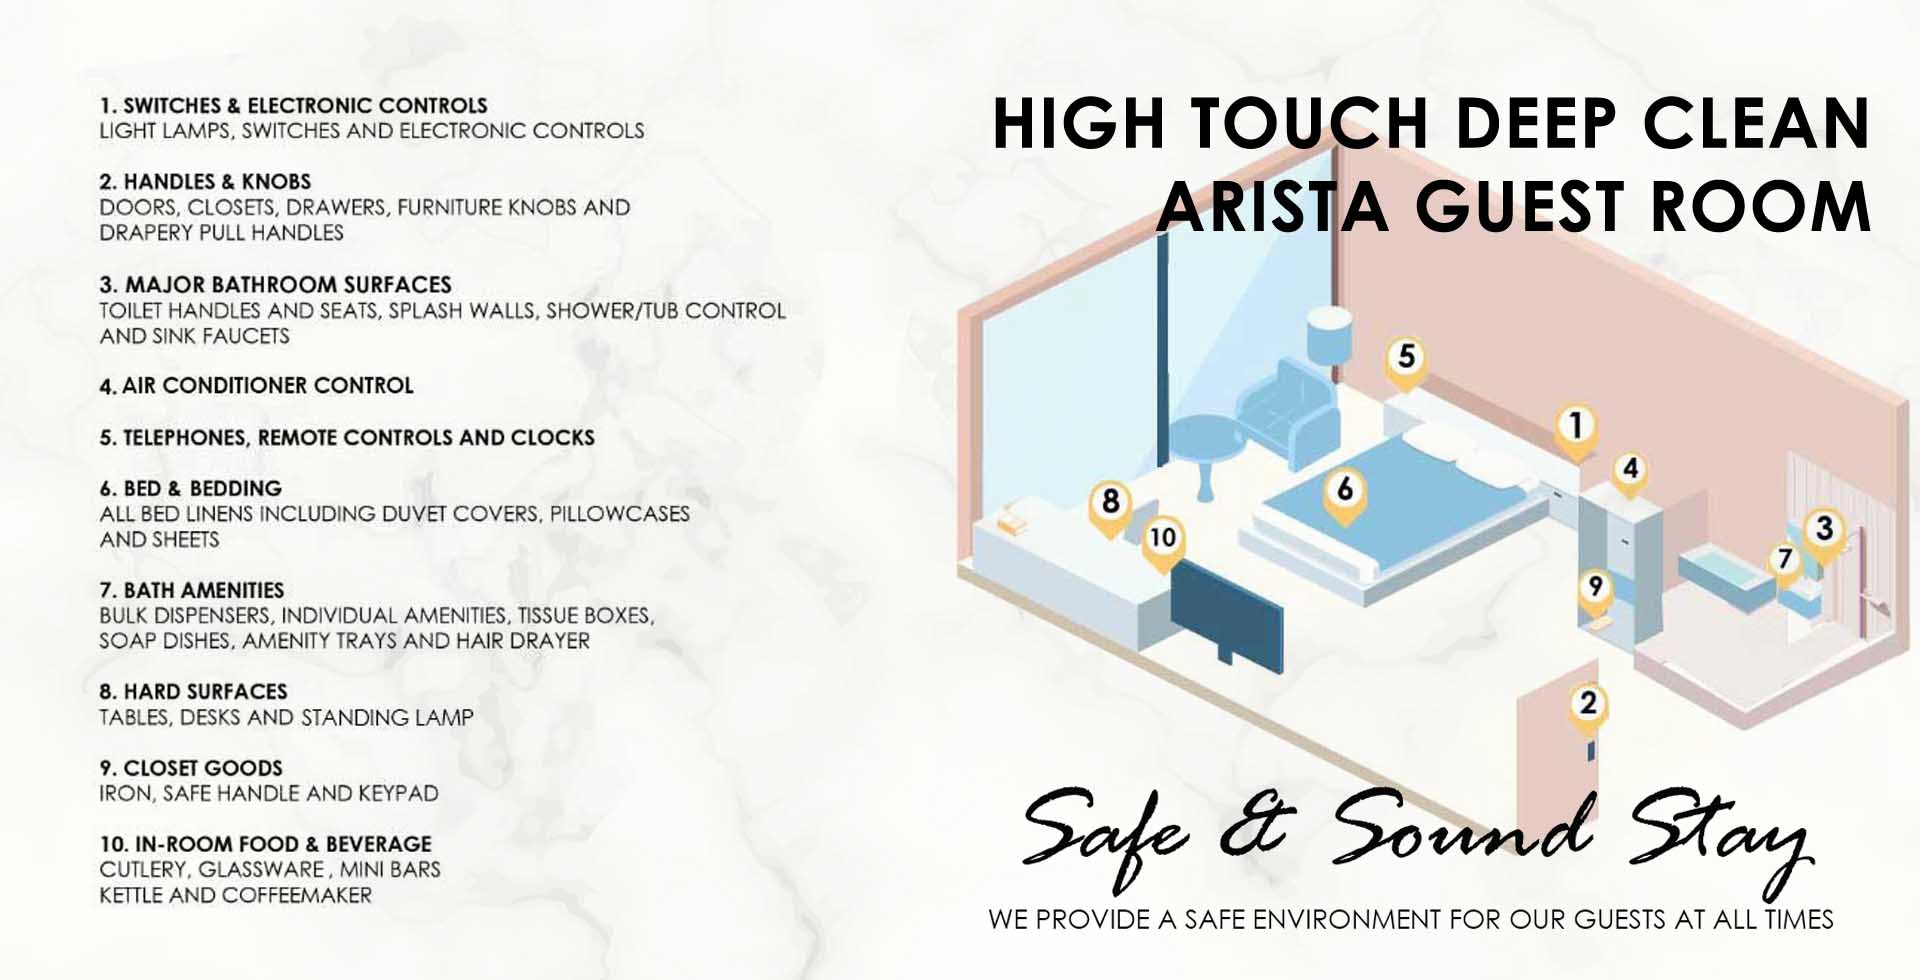 1. SWITCHES & ELECTRONIC CONTROLS
LIGHT LAMPS, SWITCHES AND ELECTRONIC CONTROLS
2. HANDLES & KNOBS
DOORS, CLOSETS, DRAWERS, FURNITURE KNOBS AND
DRAPERY PULL HANDLES
3. MAJOR BATHROOM SURFACES
TOILET HANDLES AND SEATS, SPLASH WALLS, SHOWER/TUB CONTROL
AND SINK FAUCETS
4. AIR CONDITIONER CONTROL
5. TELEPHONES, REMOTE CONTROLS AND CLOCKS
6. BED & BEDDING
ALL BED LINENS INCLUDING DUVET COVERS, PILLOWCASES
AND SHEETS
7. BATH AMENITIES
BULK DISPENSERS, INDIVIDUAL AMENITIES, TISSUE BOXES,
SOAP DISHES, AMENITY TRAYS AND HAIR DRAYER
8. HARD SURFACES
TABLES, DESKS AND STANDING LAMP
9. CLOSET GOODS
IRON, SAFE HANDLE AND KEYPAD
10. IN-ROOM FOOD & BEVERAGE
CUTLERY, GLASSWARE , MINI BARS
KETTLE AND COFFEEMAKER
HIGH TOUCH DEEP CLEAN
ARISTA GUEST ROOM
5
1
4
6
8
10
3
7
9
2
Safe & Sound Stay
WE PROVIDE A SAFE ENVIRONMENT FOR OUR GUESTS AT ALL TIMES